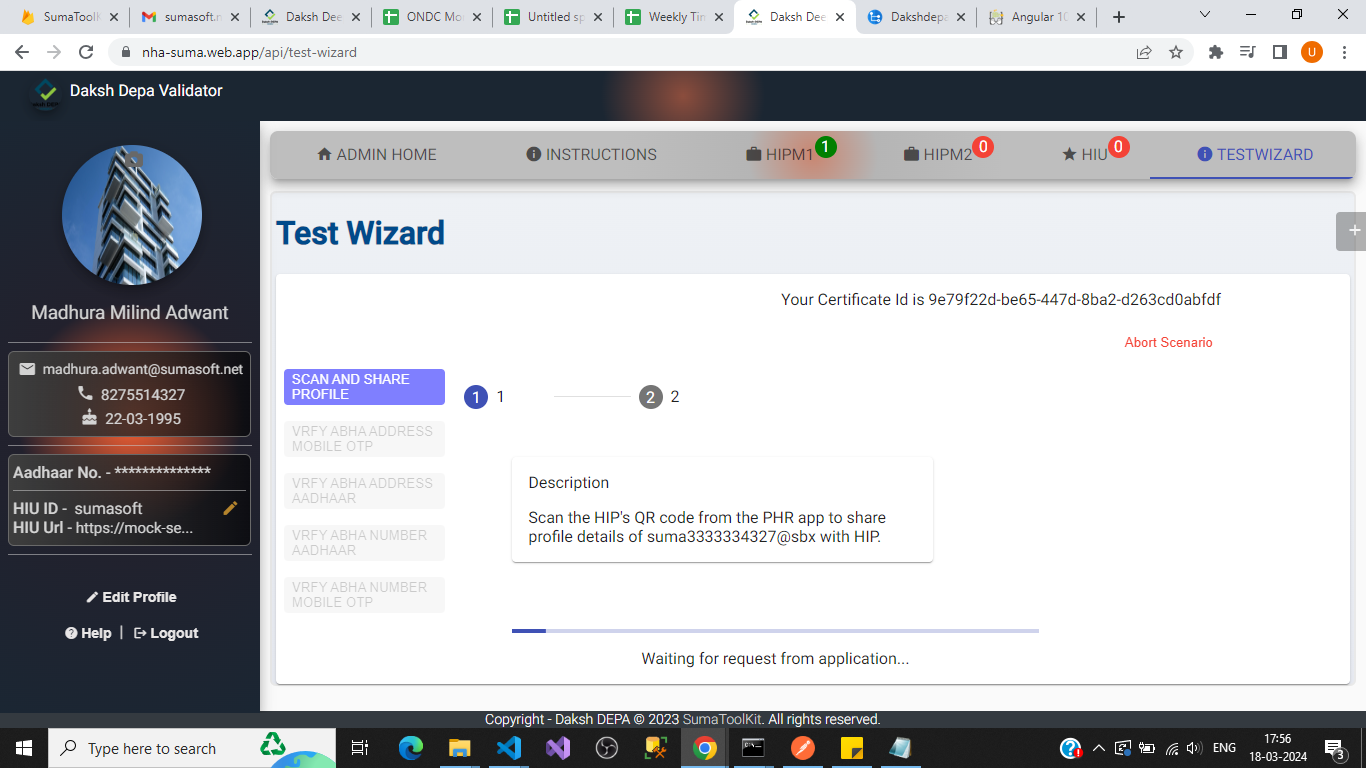 SumaToolK
sumasoft.n
Daksh Dee
ONDC Mo
Untitled sp
Weekly Tin
Daksh Dee
Dakshdepa
Angular 10
nha-suma.web.app/api/test-wizard
U
Daksh Depa Validator
ADMIN HOME
INSTRUCTIONS
HIPM1
1
HIPM2
0
HIU
0
TESTWIZARD
Madhura Milind Adwant
madhura.adwant@sumasoft.net
8275514327
22-03-1995
Aadhaar No. - **************
HIU ID - sumasoft
HIU Url - https://mock-se...
Edit Profile
Help | Logout
Test Wizard
+
Your Certificate Id is 9e79f22d-be65-447d-8ba2-d263cd0abfdf
Abort Scenario
SCAN AND SHARE
PROFILE
VRFY ABHA ADDRESS
MOBILE OTP
VRFY ABHA ADDRESS
AADHAAR
VRFY ABHA NUMBER
AADHAAR
VRFY ABHA NUMBER
MOBILE OTP
1 1
2 2
Description
Scan the HIP's QR code from the PHR app to share
profile details of suma3333334327@sbx with HIP.
Waiting for request from application...
Copyright - Daksh DEPA © 2023 SumaToolKit. All rights reserved.
Type here to search
ENG
17:56
18-03-2024
3